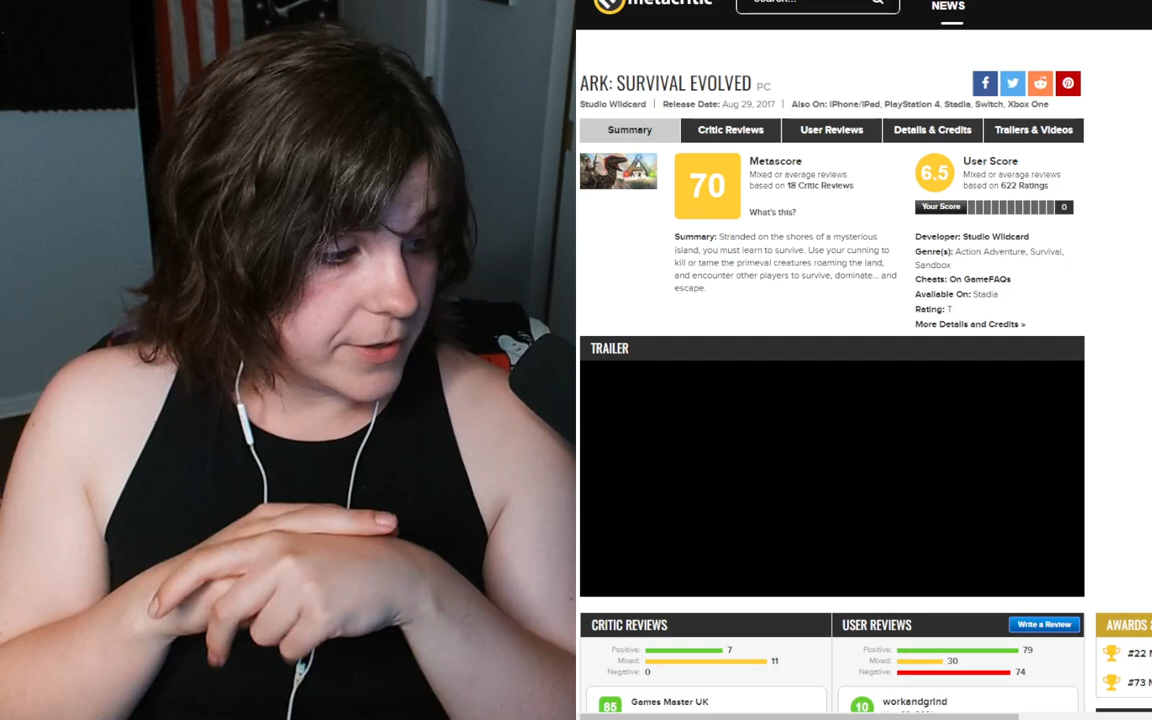 metacritic
Search...
NEWS
ARK: SURVIVAL EVOLVED PC
Studio Wildcard | Release Date: Aug 29, 2017 | Also On: iPhone/iPad, PlayStation 4, Stadia, Switch, Xbox One
Summary Critic Reviews User Reviews Details & Credits Trailers & Videos
70
Metascore
Mixed or average reviews
based on 18 Critic Reviews
What's this?
6.5
User Score
Mixed or average reviews
based on 622 Ratings
Your Score 0
Summary: Stranded on the shores of a mysterious
island, you must learn to survive. Use your cunning to
kill or tame the primeval creatures roaming the land,
and encounter other players to survive, dominate... and
escape.
Developer: Studio Wildcard
Genre(s): Action Adventure, Survival,
Sandbox
Cheats: On GameFAQs
Available On: Stadia
Rating: T
More Details and Credits »
TRAILER
CRITIC REVIEWS
Positive: 7
Mixed: 11
Negative: 0
85 Games Master UK
USER REVIEWS Write a Review
Positive: 79
Mixed: 30
Negative: 74
10 workandgrind
AWARDS &
#22
#73